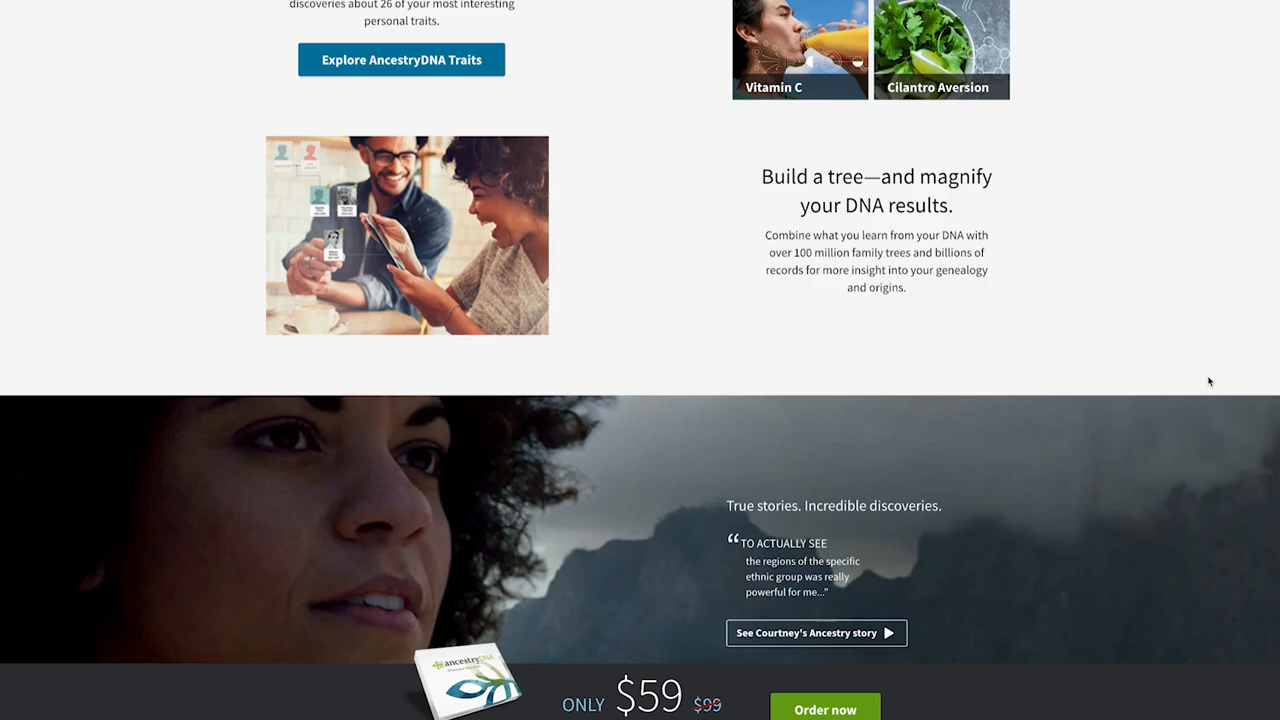 discoveries about 26 of your most interesting
personal traits.
Explore AncestryDNA Traits
Vitamin C
Cilantro Aversion
Build a tree—and magnify
your DNA results.
Combine what you learn from your DNA with
over 100 million family trees and billions of
records for more insight into your genealogy
and origins.
True stories. Incredible discoveries.
“TO ACTUALLY SEE
the regions of the specific
ethnic group was really
powerful for me...”
See Courtney's Ancestry story
ancestryDNA
ONLY $59 $99
Order now